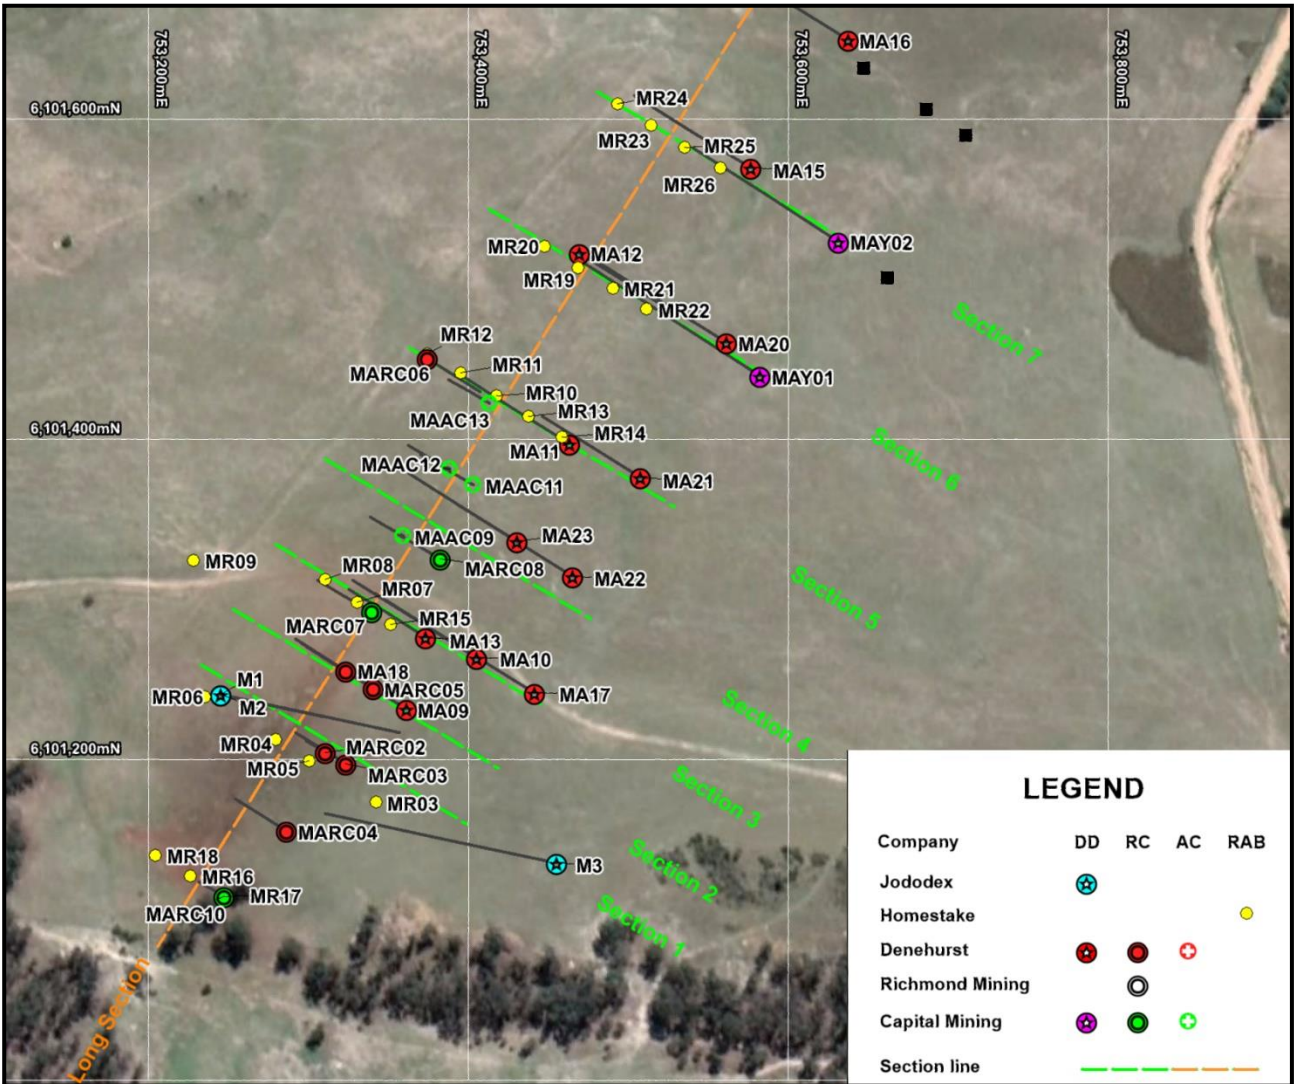 753,200mE
753,400mE
753,600mE
753,800mE
MA16
6,101,600mN
MR24
MR23
MR25
MA15
MR26
MAY02
MR20
MA12
MR19
MR21
MR22
Section 7
MR12
MA20
MARC06
MR11
MAY01
MR10
MAAC13
MR13
6,101,400mN
MR14
MA11
Section 6
MAAC12
MA21
MAAC11
MAAC09
MA23
MR09
MR08
MARC08
MA22
MR07
Section 5
MARC07
MR15
MA13
MA10
MA18
M1
MARC05
MA17
MR06
M2
MA09
Section 4
MR04
MARC02
6,101,200mN
MR05
MARC03
Section 3
MR03
MARC04
MR18
M3
Section 2
MR16
MR17
MARC10
Section 1
Long Section
LEGEND
Company DD RC AC RAB
Jododex
Homestake
Denehurst
Richmond Mining
Capital Mining
Section line